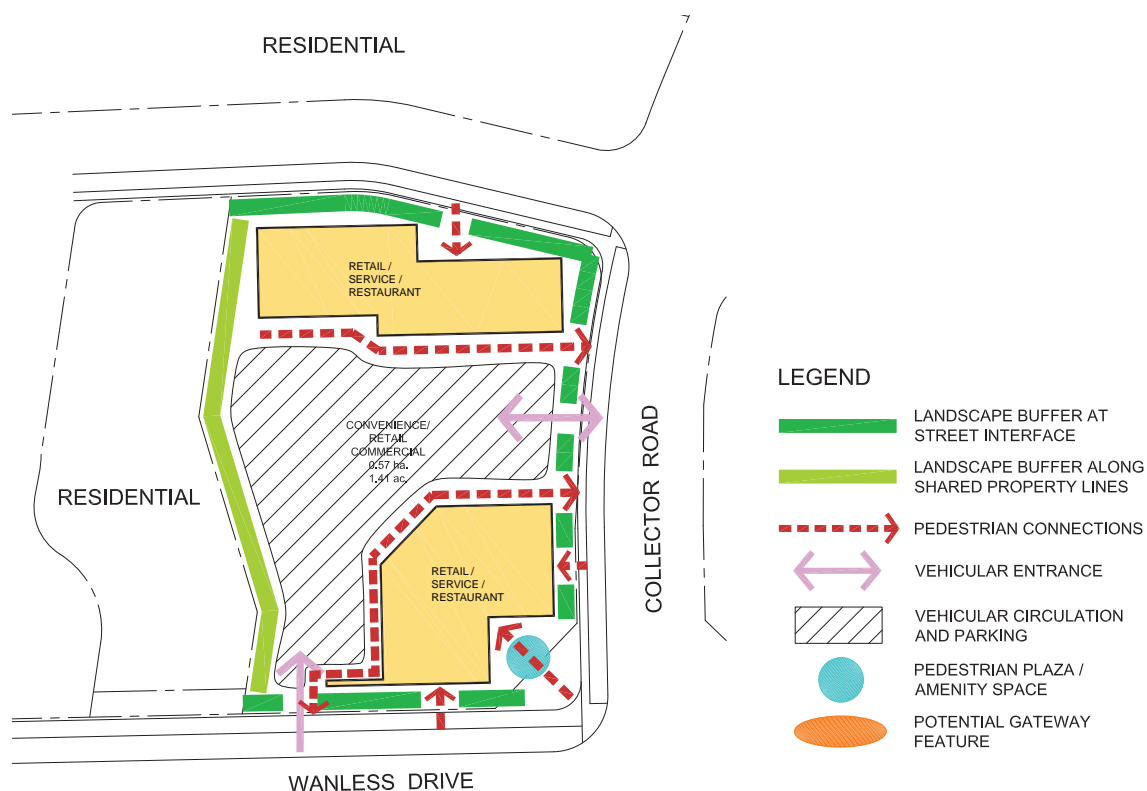 RESIDENTIAL
RETAIL /
SERVICE /
RESTAURANT
CONVENIENCE/
RETAIL
COMMERCIAL
0.57 ha.
1.41 ac.
RESIDENTIAL
RETAIL /
SERVICE /
RESTAURANT
COLLECTOR ROAD
WANLESS DRIVE
LEGEND
LANDSCAPE BUFFER AT
STREET INTERFACE
LANDSCAPE BUFFER ALONG
SHARED PROPERTY LINES
PEDESTRIAN CONNECTIONS
VEHICULAR ENTRANCE
VEHICULAR CIRCULATION
AND PARKING
PEDESTRIAN PLAZA /
AMENITY SPACE
POTENTIAL GATEWAY
FEATURE